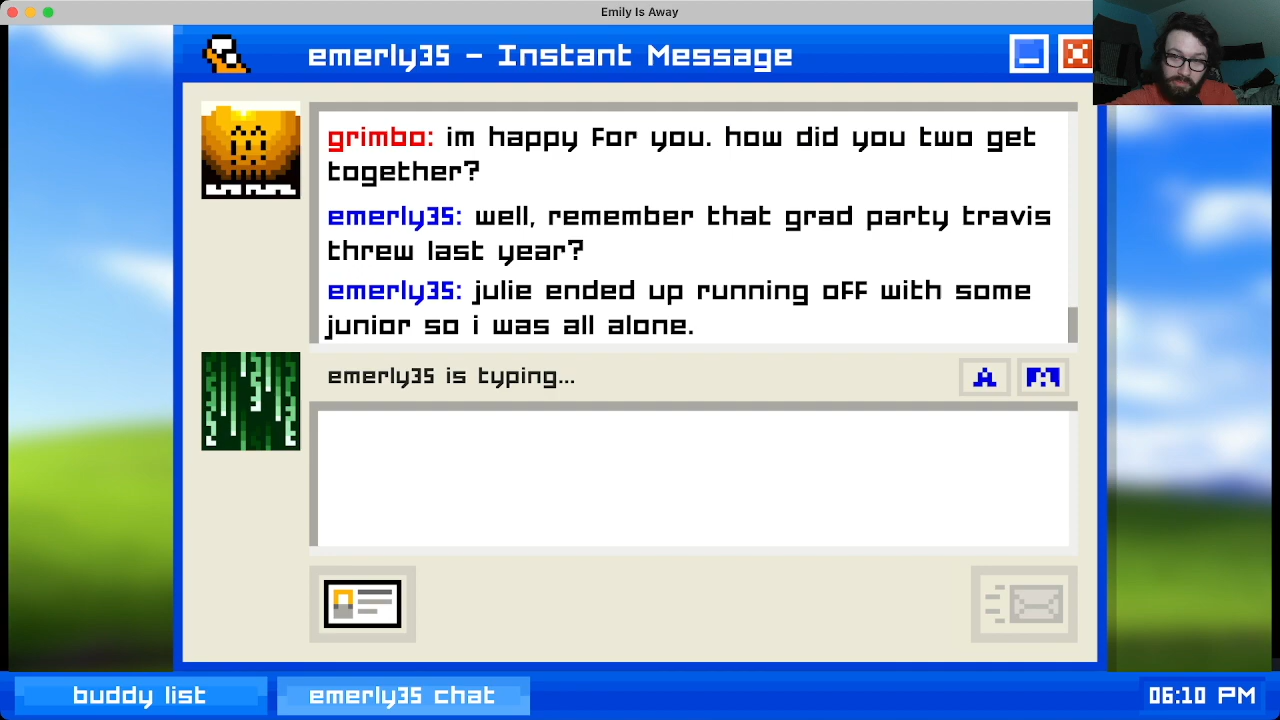 Emily Is Away
emerly35 - Instant Message
grimbo: im happy for you. how did you two get
together?
emerly35: well, remember that grad party travis
threw last year?
emerly35: julie ended up running off with some
junior so i was all alone.
emerly35 is typing...
A
buddy list
emerly35 chat
06:10 PM